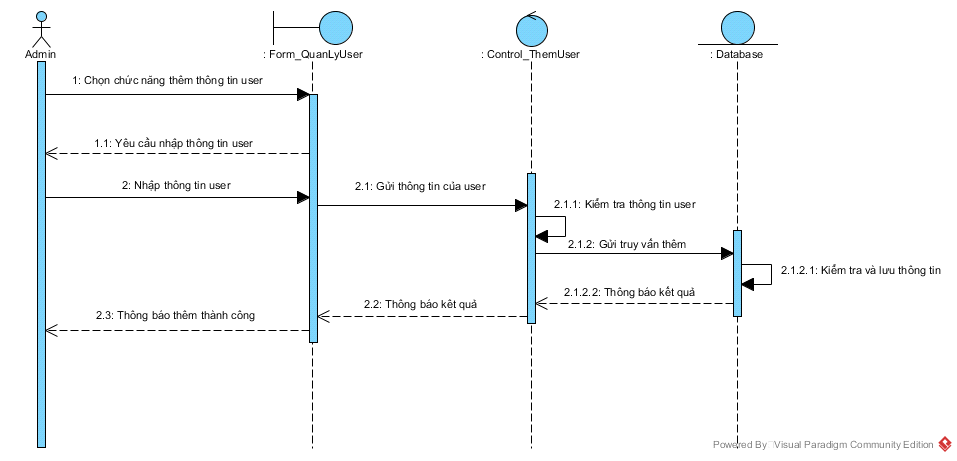 Admin
: Form_QuanLyUser
: Control_ThemUser
: Database
1: Chọn chức năng thêm thông tin user
1.1: Yêu cầu nhập thông tin user
2: Nhập thông tin user
2.1: Gửi thông tin của user
2.1.1: Kiểm tra thông tin user
2.1.2: Gửi truy vấn thêm
2.1.2.1: Kiểm tra và lưu thông tin
2.1.2.2: Thông báo kết quả
2.2: Thông báo kêt quả
2.3: Thông báo thêm thành công
Powered By Visual Paradigm Community Edition